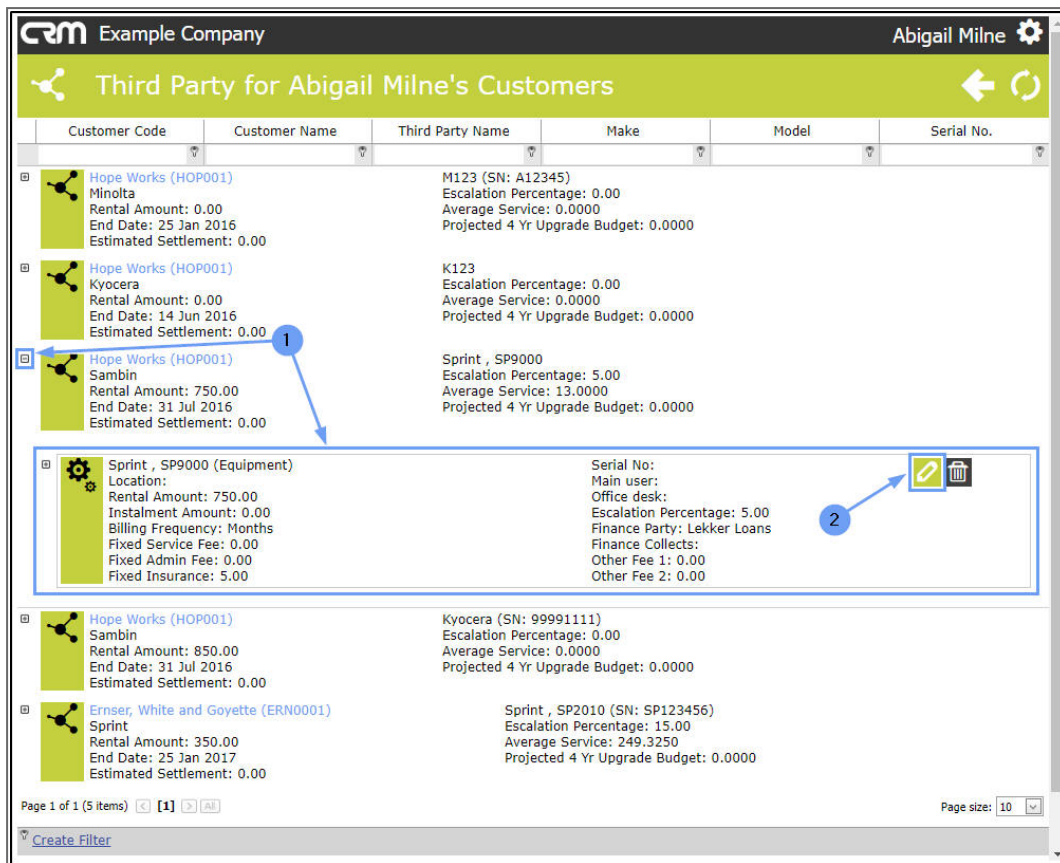 CRM Example Company Abigail Milne
Third Party for Abigail Milne's Customers
Customer Code Customer Name Third Party Name Make Model Serial No.
Hope Works (HOP001) M123 (SN: A12345)
Minolta Escalation Percentage: 0.00
Rental Amount: 0.00 Average Service: 0.0000
End Date: 25 Jan 2016 Projected 4 Yr Upgrade Budget: 0.0000
Estimated Settlement: 0.00
Hope Works (HOP001) K123
Kyocera Escalation Percentage: 0.00
Rental Amount: 0.00 Average Service: 0.0000
End Date: 14 Jun 2016 Projected 4 Yr Upgrade Budget: 0.0000
Estimated Settlement: 0.00
1
Hope Works (HOP001) Sprint , SP9000
Sambin Escalation Percentage: 5.00
Rental Amount: 750.00 Average Service: 13.0000
End Date: 31 Jul 2016 Projected 4 Yr Upgrade Budget: 0.0000
Estimated Settlement: 0.00
Sprint , SP9000 (Equipment) Serial No:
Location: Main user:
Rental Amount: 750.00 Office desk:
Instalment Amount: 0.00 Escalation Percentage: 5.00
Billing Frequency: Months Finance Party: Lekker Loans
2
Fixed Service Fee: 0.00 Finance Collects:
Fixed Admin Fee: 0.00 Other Fee 1: 0.00
Fixed Insurance: 5.00 Other Fee 2: 0.00
Hope Works (HOP001) Kyocera (SN: 99991111)
Sambin Escalation Percentage: 0.00
Rental Amount: 850.00 Average Service: 0.0000
End Date: 31 Jul 2016 Projected 4 Yr Upgrade Budget: 0.0000
Estimated Settlement: 0.00
Ernser, White and Goyette (ERN0001) Sprint , SP2010 (SN: SP123456)
Sprint Escalation Percentage: 15.00
Rental Amount: 350.00 Average Service: 249.3250
End Date: 25 Jan 2017 Projected 4 Yr Upgrade Budget: 0.0000
Estimated Settlement: 0.00
Page 1 of 1 (5 items) [1] All Page size: 10
Create Filter